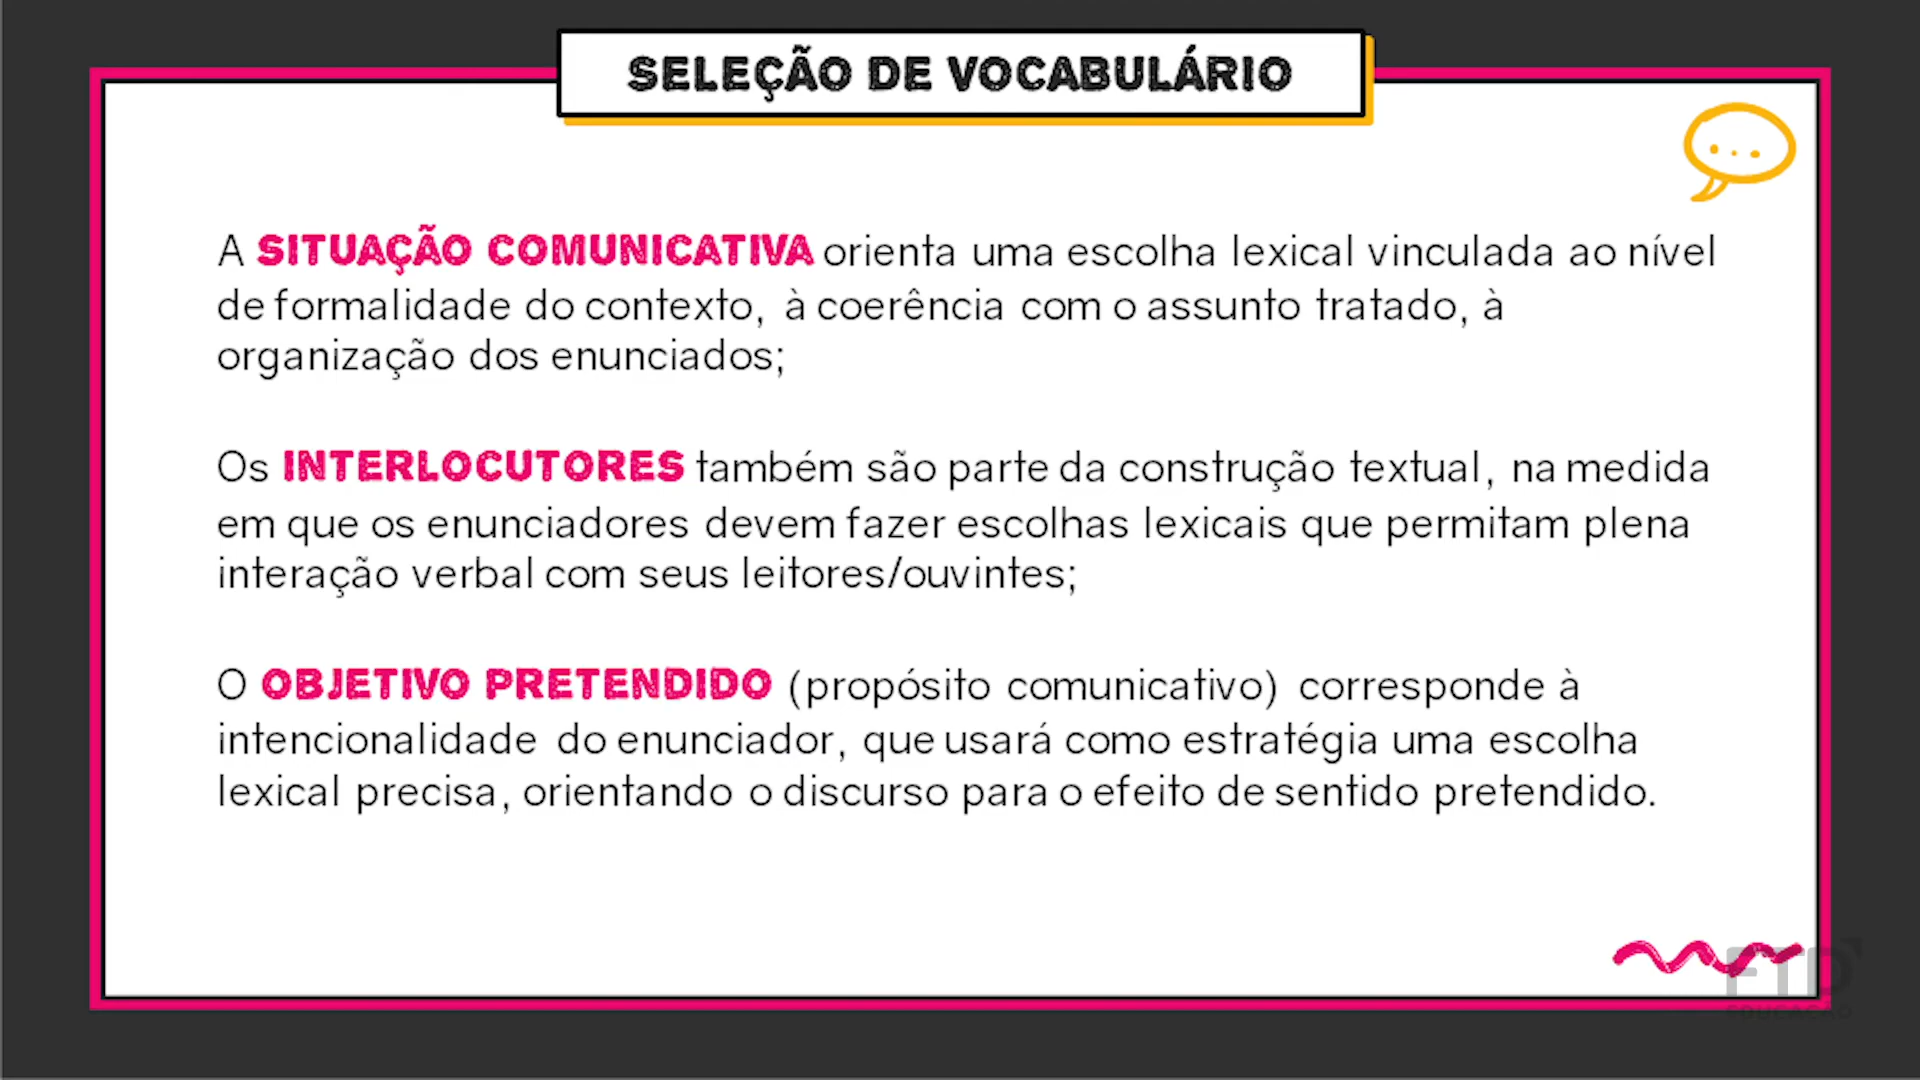 SELEÇÃO DE VOCABULÁRIO
A SITUAÇÃO COMUNICATIVA orienta uma escolha lexical vinculada ao nível
de formalidade do contexto, à coerência com o assunto tratado, à
organização dos enunciados;
Os INTERLOCUTORES também são parte da construção textual, na medida
em que os enunciadores devem fazer escolhas lexicais que permitam plena
interação verbal com seus leitores/ouvintes;
O OBJETIVO PRETENDIDO (propósito comunicativo) corresponde à
intencionalidade do enunciador, que usará como estratégia uma escolha
lexical precisa, orientando o discurso para o efeito de sentido pretendido.
FTD
EDUCAÇÃO